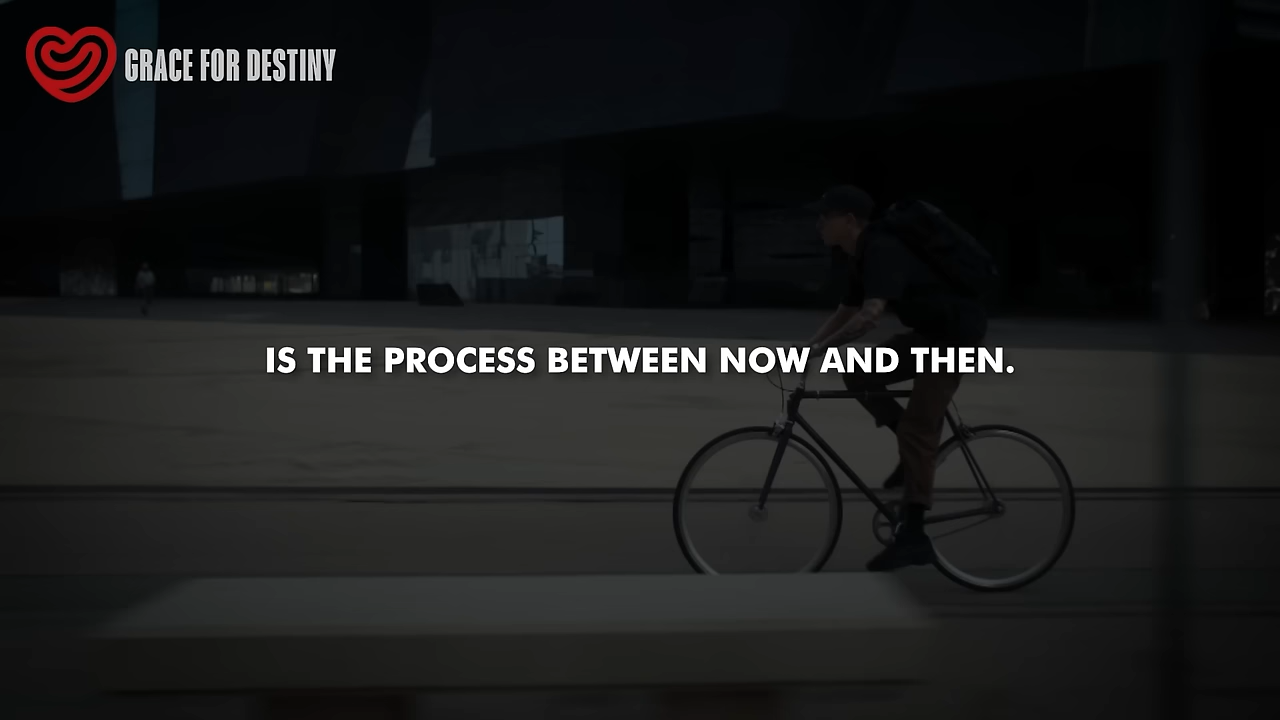 GRACE FOR DESTINY
IS THE PROCESS BETWEEN NOW AND THEN.